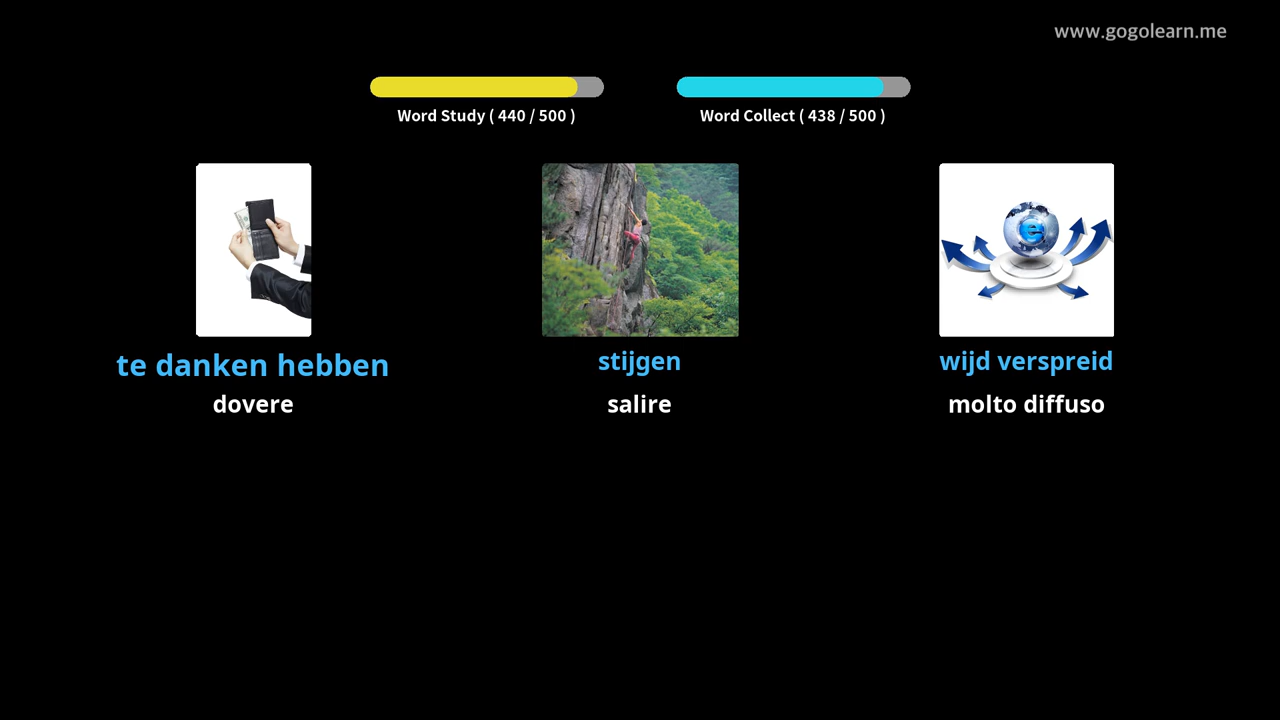 www.gogolearn.me
Word Study ( 440 / 500 )
Word Collect ( 438 / 500 )
te danken hebben
stijgen
wijd verspreid
dovere
salire
molto diffuso